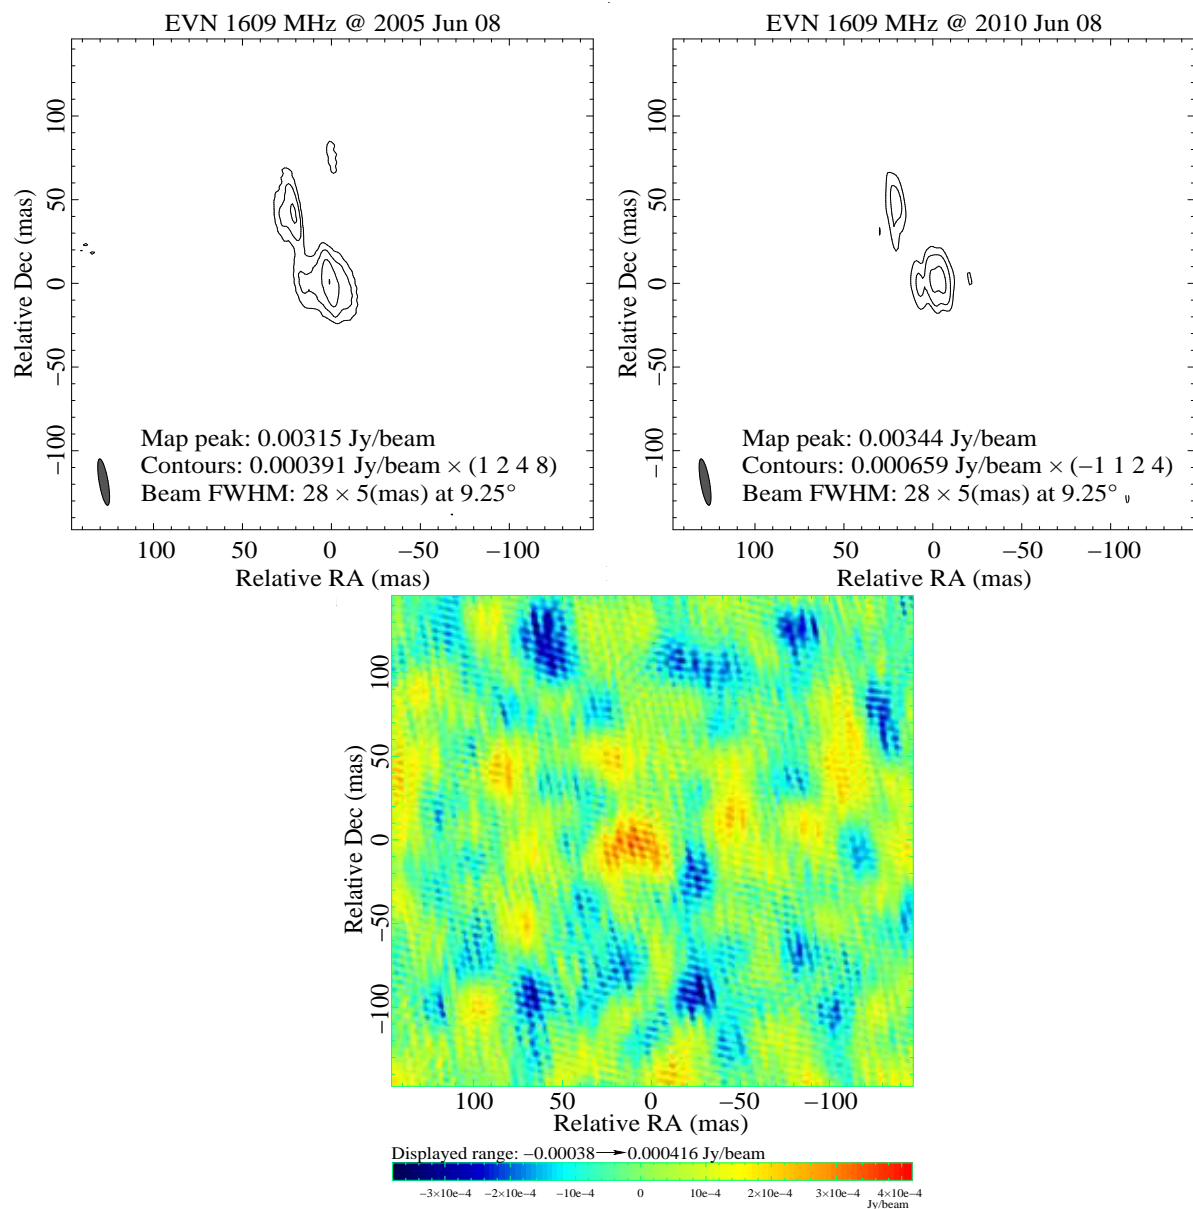 EVN 1609 MHz @ 2005 Jun 08
100
50
0
−50
−100
Relative Dec (mas)
Map peak: 0.00315 Jy/beam
Contours: 0.000391 Jy/beam × (1 2 4 8)
Beam FWHM: 28 × 5(mas) at 9.25°
100 50 0 −50 −100
Relative RA (mas)
EVN 1609 MHz @ 2010 Jun 08
100
50
0
−50
−100
Relative Dec (mas)
Map peak: 0.00344 Jy/beam
Contours: 0.000659 Jy/beam × (−1 1 2 4)
Beam FWHM: 28 × 5(mas) at 9.25°
100 50 0 −50 −100
Relative RA (mas)
100
50
0
−50
−100
Relative Dec (mas)
100 50 0 −50 −100
Relative RA (mas)
Displayed range: −0.00038→0.000416 Jy/beam
−3×10e−4 −2×10e−4 −10e−4 0 10e−4 2×10e−4 3×10e−4 4×10e−4
Jy/beam